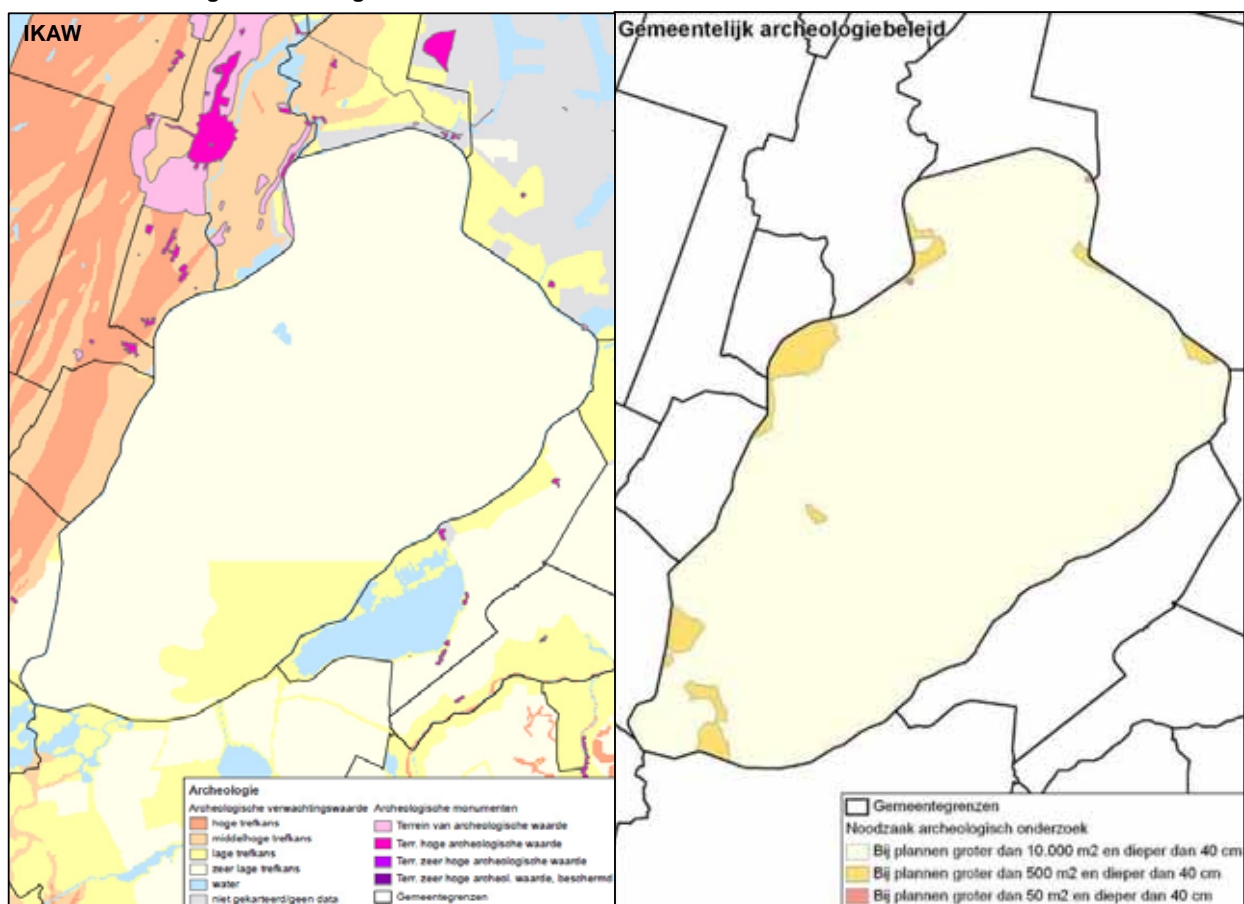 IKAW
Archeologie
Archeologische verwachtingswaarde
hoge trefkans
middelhoge trefkans
lage trefkans
zeer lage trefkans
water
niet gekarteerd/geen data
Archeologische monumenten
Terrein van archeologische waarde
Terr. hoge archeologische waarde
Terr. zeer hoge archeologische waarde
Terr. zeer hoge archeol. waarde, beschermd
Gemeentegrenzen
Gemeentelijk archeologiebeleid
Gemeentegrenzen
Noodzaak archeologisch onderzoek
Bij plannen groter dan 10.000 m2 en dieper dan 40 cm
Bij plannen groter dan 500 m2 en dieper dan 40 cm
Bij plannen groter dan 50 m2 en dieper dan 40 cm